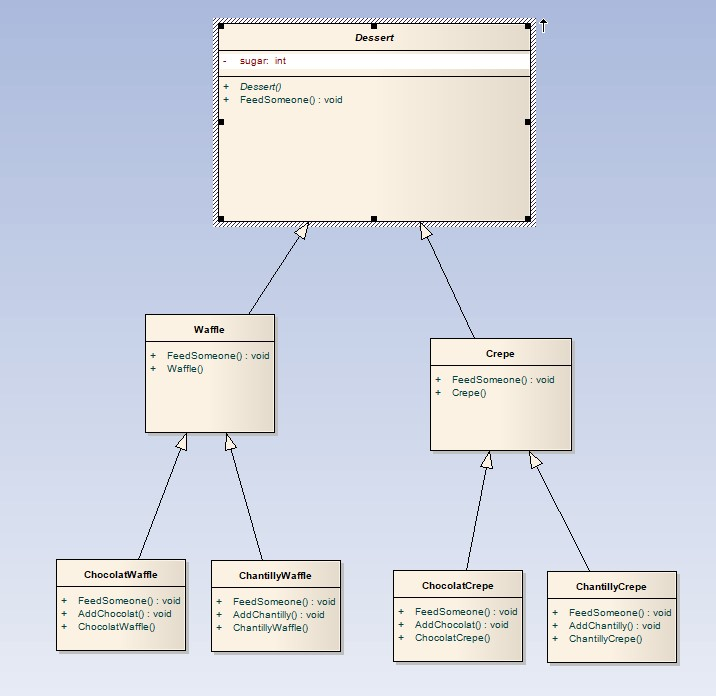 Dessert
- sugar: int
+ Dessert()
+ FeedSomeone() : void
Waffle
+ FeedSomeone() : void
+ Waffle()
Crepe
+ FeedSomeone() : void
+ Crepe()
ChocolatWaffle
+ FeedSomeone() : void
+ AddChocolat() : void
+ ChocolatWaffle()
ChantillyWaffle
+ FeedSomeone() : void
+ AddChantilly() : void
+ ChantillyWaffle()
ChocolatCrepe
+ FeedSomeone() : void
+ AddChocolat() : void
+ ChocolatCrepe()
ChantillyCrepe
+ FeedSomeone() : void
+ AddChantilly() : void
+ ChantillyCrepe()